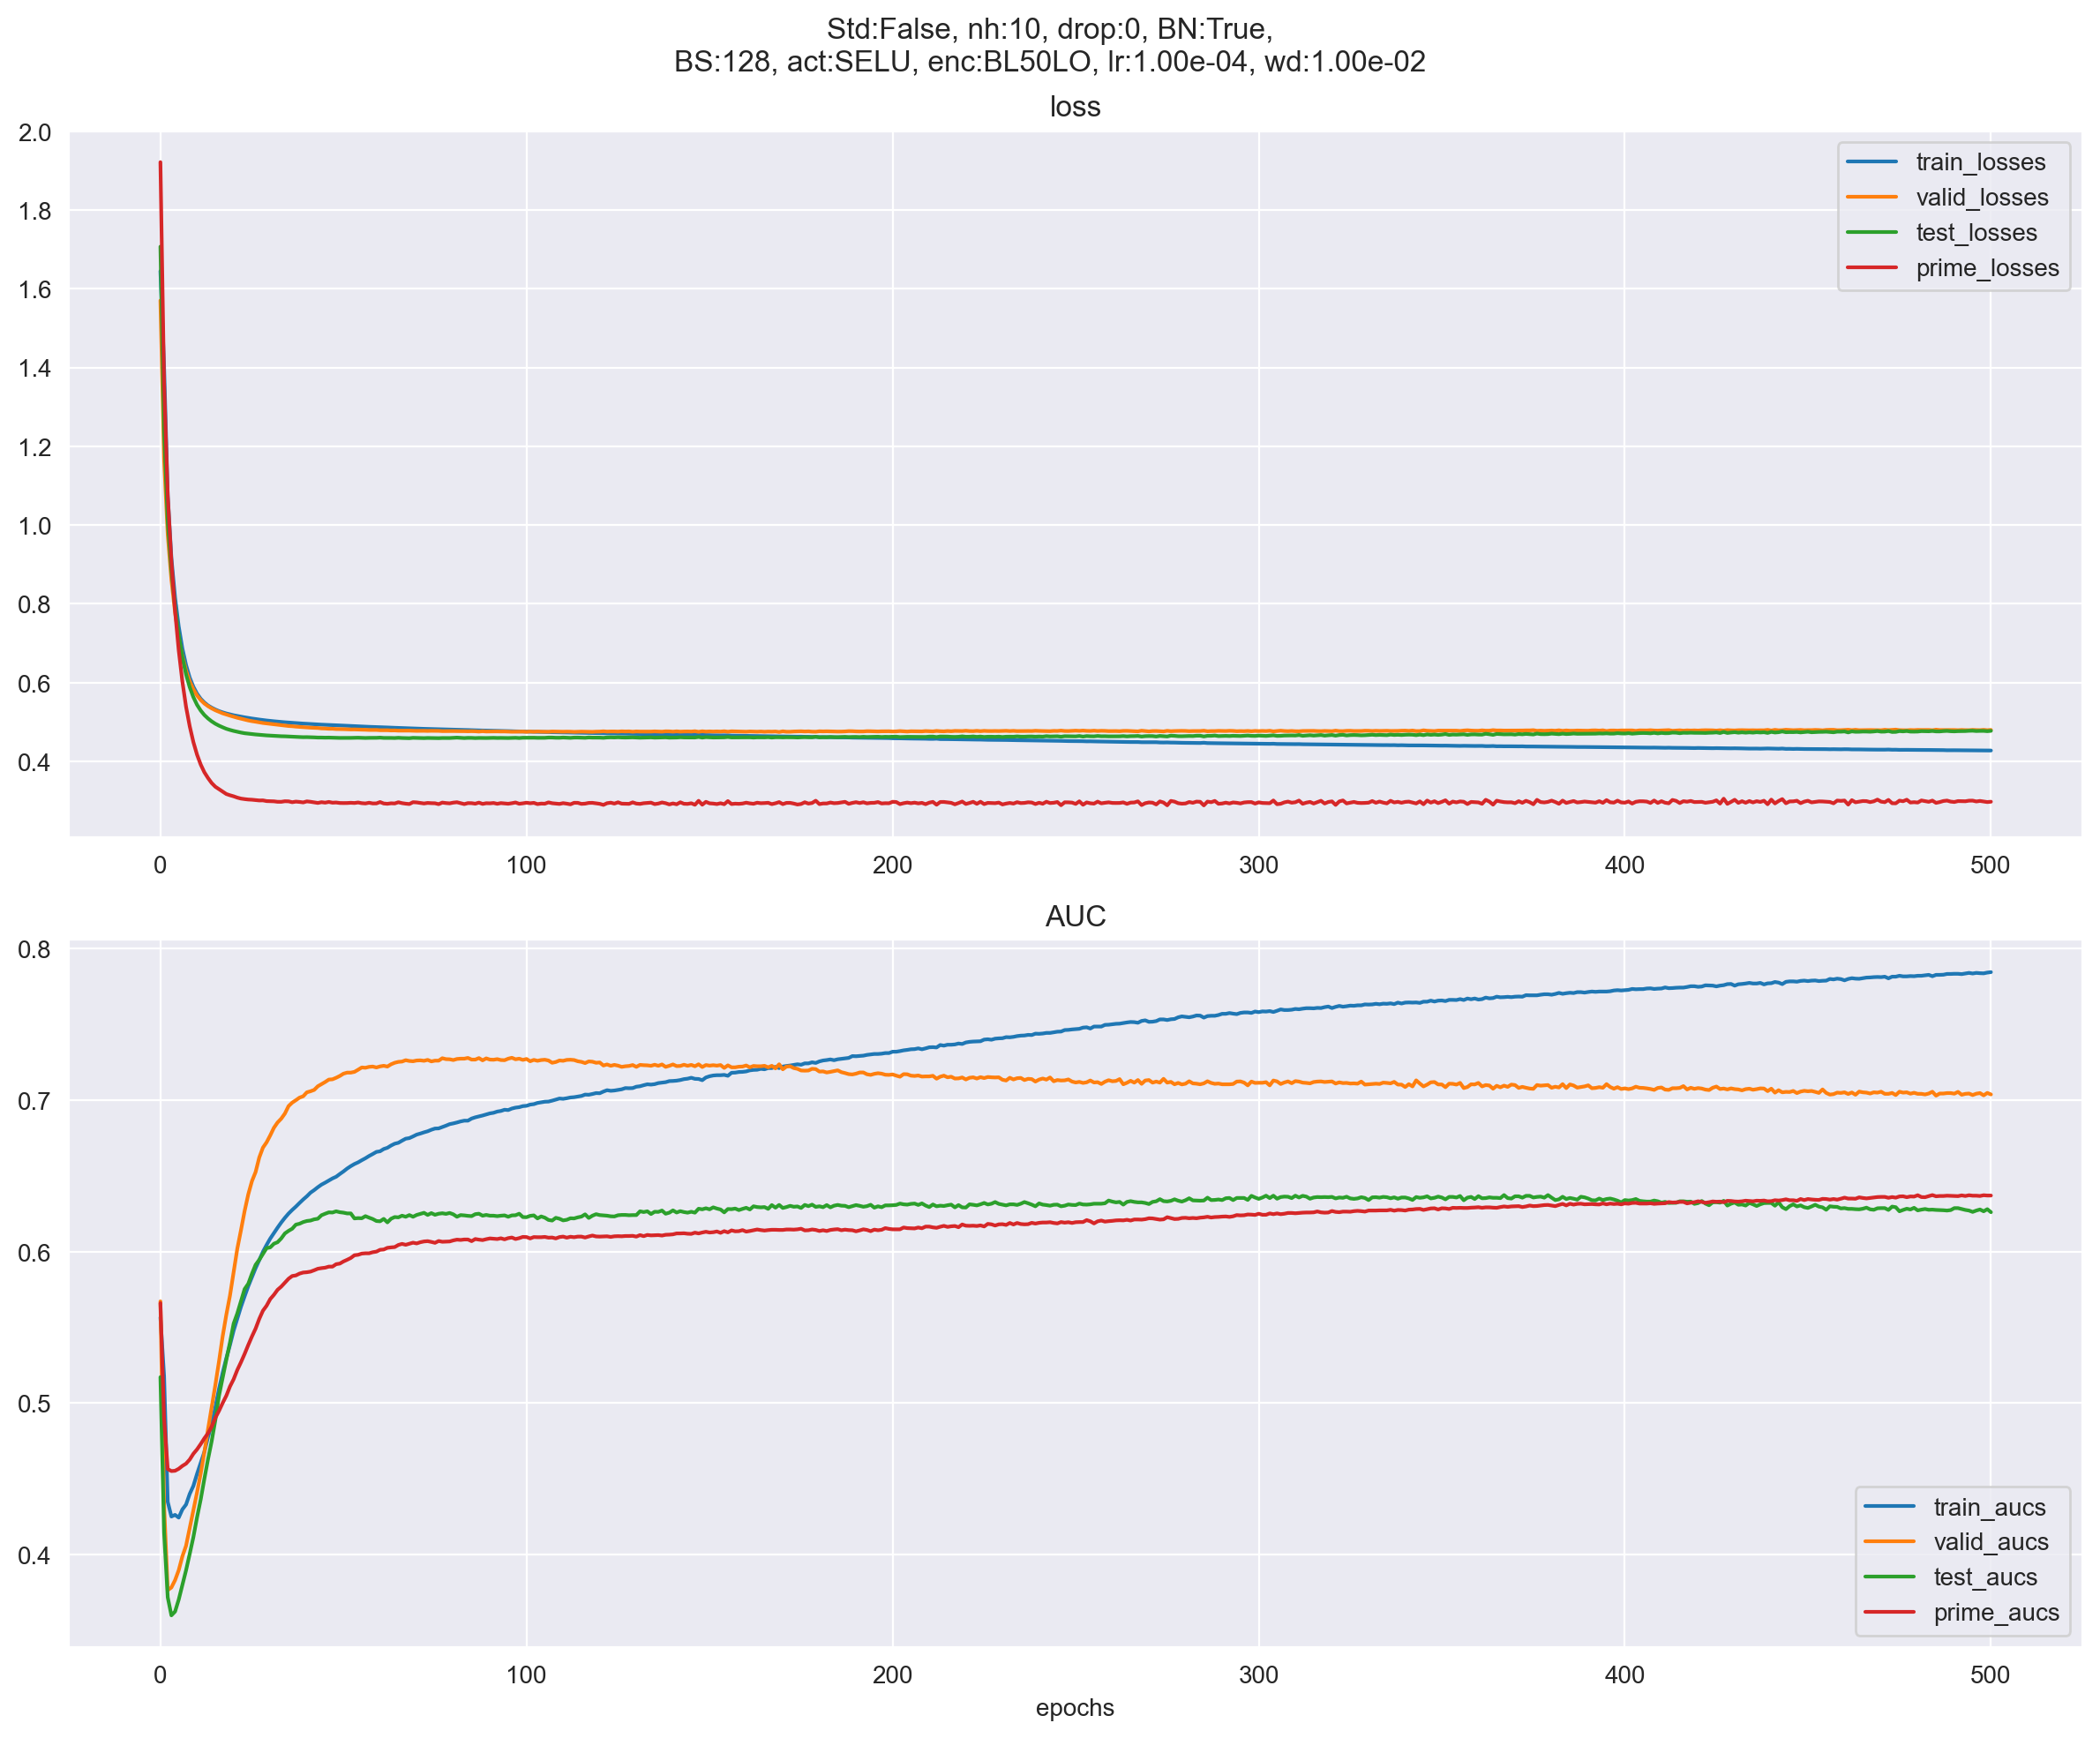 Std:False, nh:10, drop:0, BN:True,
BS:128, act:SELU, enc:BL50LO, lr:1.00e-04, wd:1.00e-02
loss
2.0
1.8
1.6
1.4
1.2
1.0
0.8
0.6
0.4
train_losses
valid_losses
test_losses
prime_losses
0 100 200 300 400 500
AUC
0.8
0.7
0.6
0.5
0.4
train_aucs
valid_aucs
test_aucs
prime_aucs
0 100 200 300 400 500
epochs